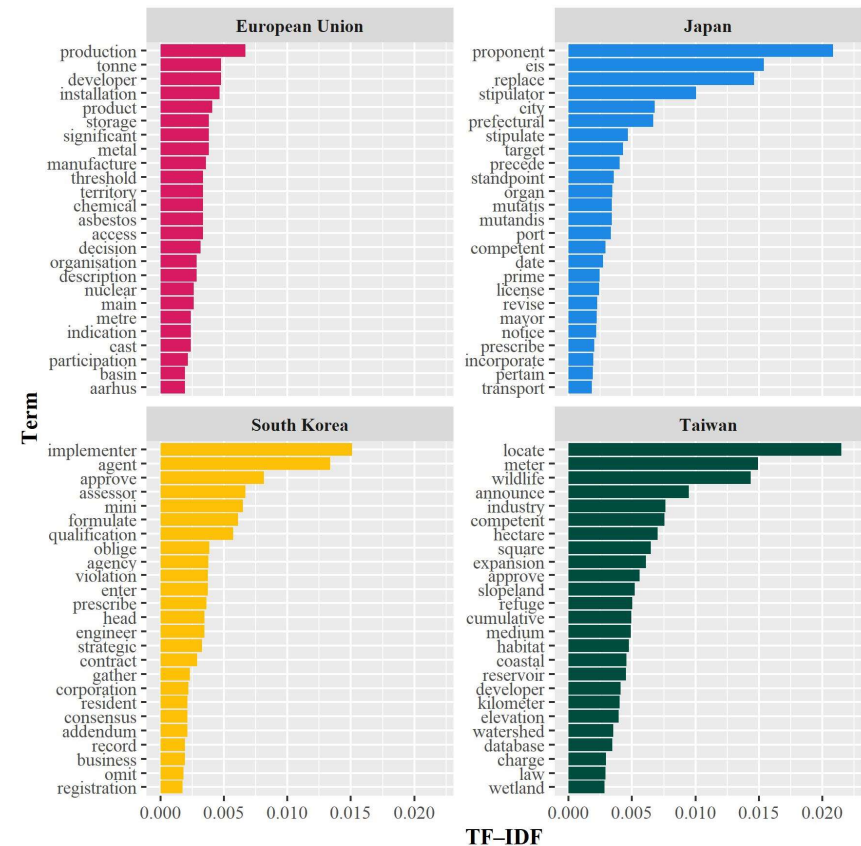 European Union
production
tonne
developer
installation
product
storage
significant
metal
manufacture
threshold
territory
chemical
asbestos
access
decision
organisation
description
nuclear
main
metre
indication
cast
participation
basin
aarhus
Japan
proponent
eis
replace
stipulator
city
prefectural
stipulate
target
precede
standpoint
organ
mutatis
mutandis
port
competent
date
prime
license
revise
mayor
notice
prescribe
incorporate
pertain
transport
Term
South Korea
implementer
agent
approve
assessor
mini
formulate
qualification
oblige
agency
violation
enter
prescribe
head
engineer
strategic
contract
gather
corporation
resident
consensus
addendum
record
business
omit
registration
0.000 0.005 0.010 0.015 0.020
Taiwan
locate
meter
wildlife
announce
industry
competent
hectare
square
expansion
approve
slopeland
refuge
cumulative
medium
habitat
coastal
reservoir
developer
kilometer
elevation
watershed
database
charge
law
wetland
0.000 0.005 0.010 0.015 0.020
TF–IDF